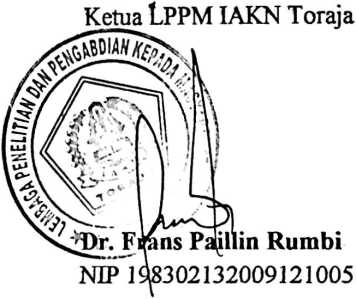 Ketua LPPM IAKN Toraja
LEMBAGA PENELITIAN DAN PENGABDIAN KEPADA
Dr. Frans Paillin Rumbi
NIP 198302132009121005